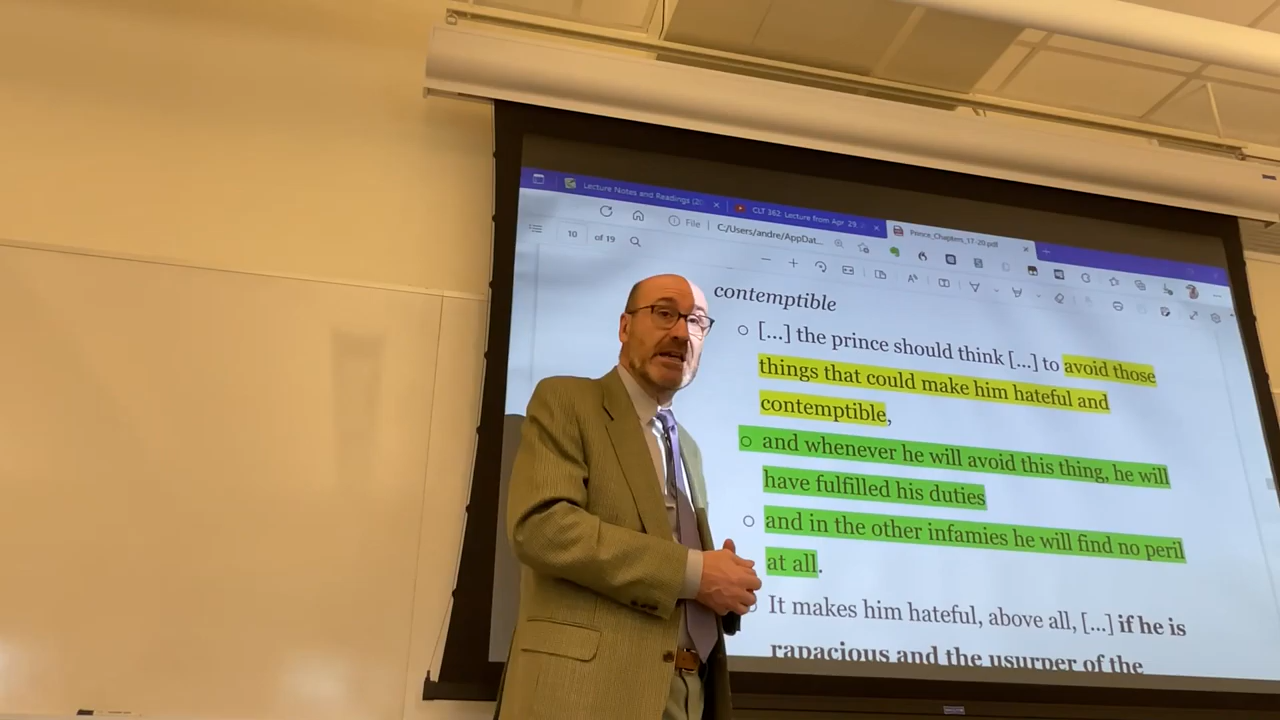 Lecture Notes and Readings (20
CLT 362: Lecture from Apr. 29, 2
Prince_Chapters_17-20.pdf
File
C:/Users/andre/AppDat...
10 of 19
contemptible
[...] the prince should think [...] to avoid those
things that could make him hateful and
contemptible,
and whenever he will avoid this thing, he will
have fulfilled his duties
and in the other infamies he will find no peril
at all.
It makes him hateful, above all, [...] if he is
rapacious and the usurper of the